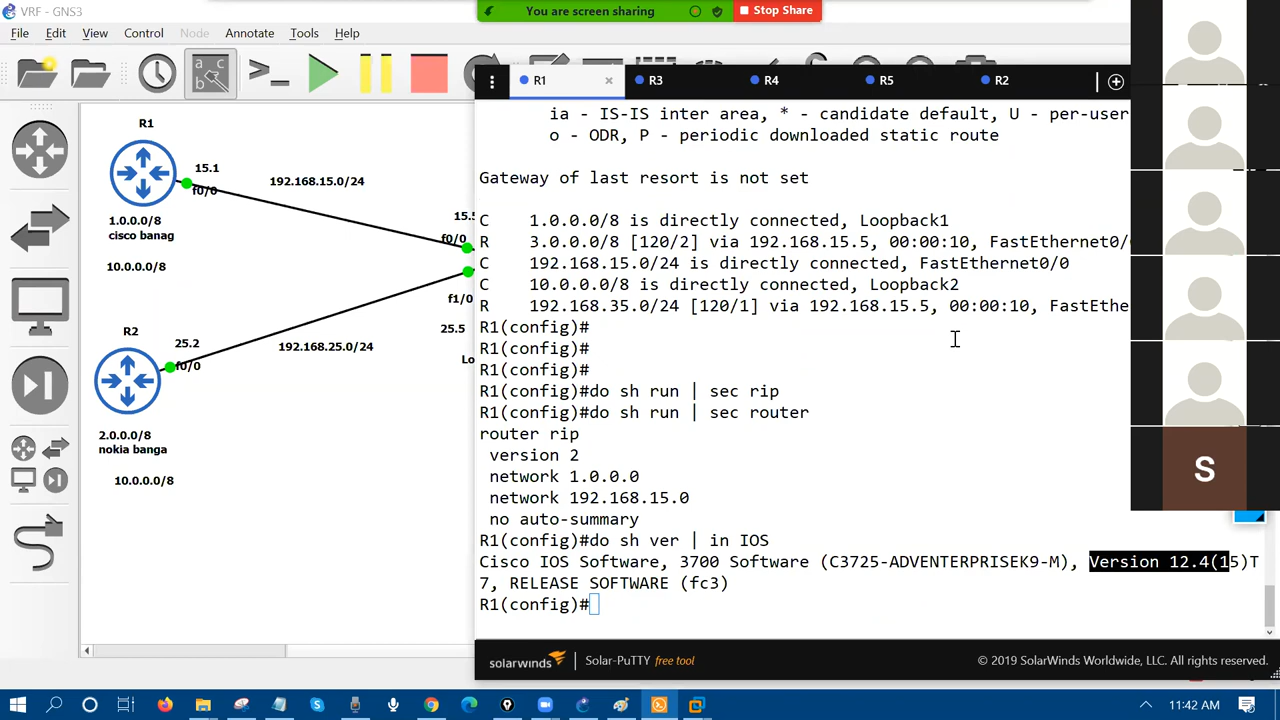 VRF - GNS3
You are screen sharing
Stop Share
File Edit View Control Node Annotate Tools Help
R1 × R3 R4 R5 R2
ia - IS-IS inter area, * - candidate default, U - per-user
o - ODR, P - periodic downloaded static route
Gateway of last resort is not set
C 1.0.0.0/8 is directly connected, Loopback1
R 3.0.0.0/8 [120/2] via 192.168.15.5, 00:00:10, FastEthernet0/
C 192.168.15.0/24 is directly connected, FastEthernet0/0
C 10.0.0.0/8 is directly connected, Loopback2
R 192.168.35.0/24 [120/1] via 192.168.15.5, 00:00:10, FastEthe
R1(config)#
R1(config)#
R1(config)#
R1(config)#do sh run | sec rip
R1(config)#do sh run | sec router
router rip
version 2
network 1.0.0.0
network 192.168.15.0
no auto-summary
R1(config)#do sh ver | in IOS
Cisco IOS Software, 3700 Software (C3725-ADVENTERPRISEK9-M), Version 12.4(15)T
7, RELEASE SOFTWARE (fc3)
R1(config)#
R1
15.1
f0/0
192.168.15.0/24
15.5
f0/0
1.0.0.0/8
cisco banag
10.0.0.0/8
f1/0
R2
25.2
f0/0
192.168.25.0/24
25.5
Lo
2.0.0.0/8
nokia banga
10.0.0.0/8
S
solarwinds Solar-PuTTY free tool
© 2019 SolarWinds Worldwide, LLC. All rights reserved.
11:42 AM